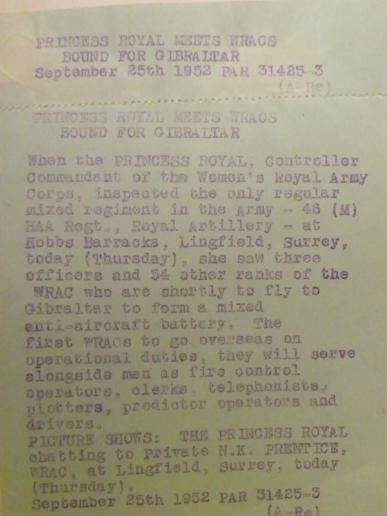 PRINCESS ROYAL MEETS WRACS
BOUND FOR GIBRALTAR
September 25th 1952 PAR 31425-3
(A-Rs)
PRINCESS ROYAL MEETS WRACS
BOUND FOR GIBRALTAR
When the PRINCESS ROYAL, Controller
Commandant of the Women's Royal Army
Corps, inspected the only regular
mixed regiment in the Army - 46 (M)
HAA Regt., Royal Artillery - at
Hobbs Barracks, Lingfield, Surrey,
today (Thursday), she saw three
officers and 54 other ranks of the
WRAC who are shortly to fly to
Gibraltar to form a mixed
anti-aircraft battery. The
first WRACs to go overseas on
operational duties, they will serve
alongside men as fire control
operators, clerks, telephonists,
plotters, predictor operators and
drivers.
PICTURE SHOWS: THE PRINCESS ROYAL
chatting to Private N.K. PRENTICE,
WRAC, at Lingfield, Surrey, today
(Thursday).
September 25th 1952 PAR 31425-3
(A-Rs)